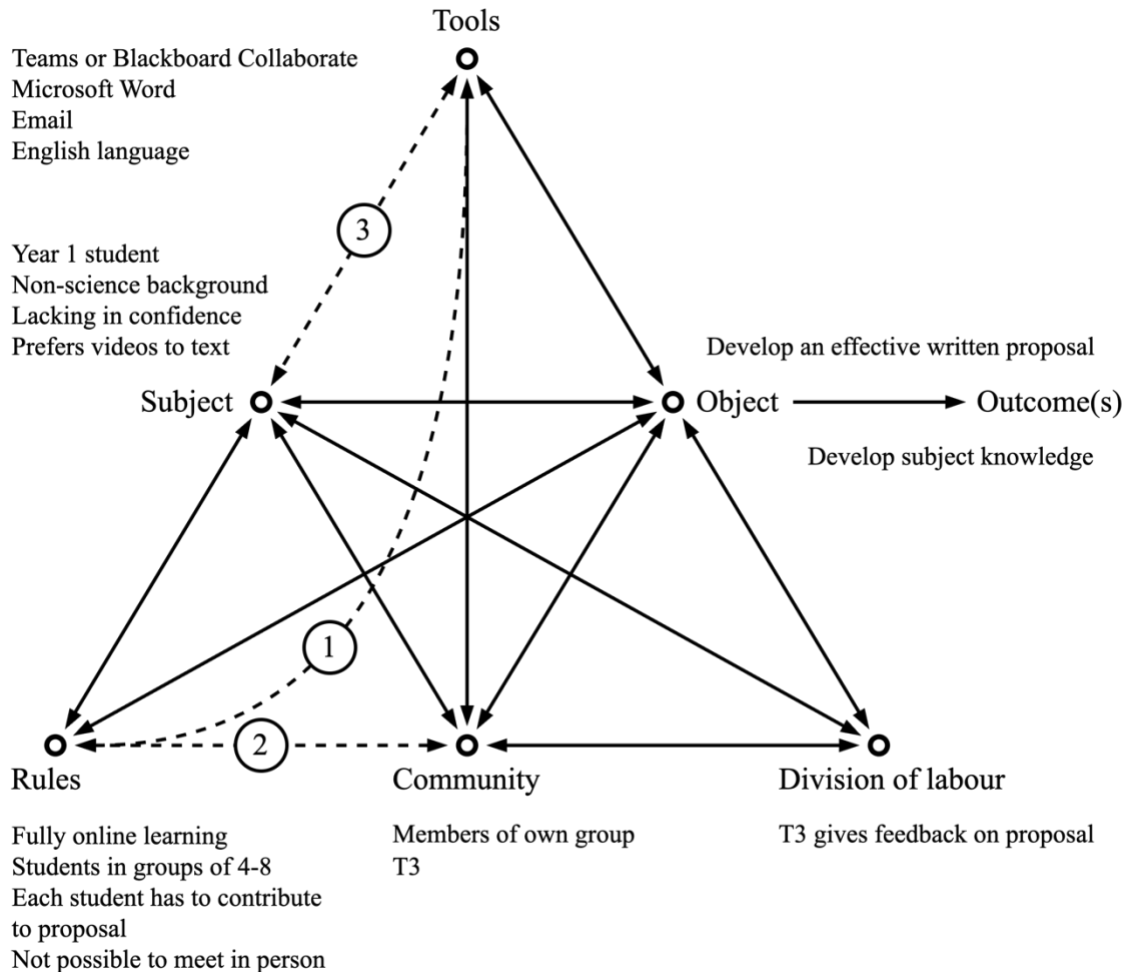 Tools
Teams or Blackboard Collaborate
Microsoft Word
Email
English language
3
Year 1 student
Non-science background
Lacking in confidence
Prefers videos to text
Develop an effective written proposal
Subject
Object
Outcome(s)
Develop subject knowledge
1
2
Rules
Community
Division of labour
Fully online learning
Students in groups of 4-8
Each student has to contribute
to proposal
Not possible to meet in person
Members of own group
T3
T3 gives feedback on proposal